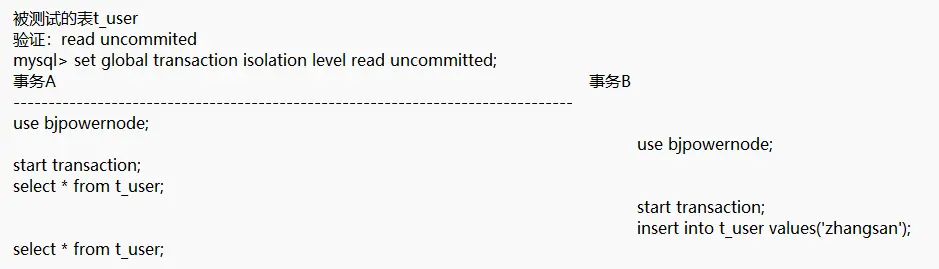 被测试的表t_user
验证：read uncommited
mysql> set global transaction isolation level read uncommitted;
事务A 事务B
--------------------------------------------------------------------------------
use bjpowernode;
use bjpowernode;
start transaction;
select * from t_user;
start transaction;
insert into t_user values('zhangsan');
select * from t_user;